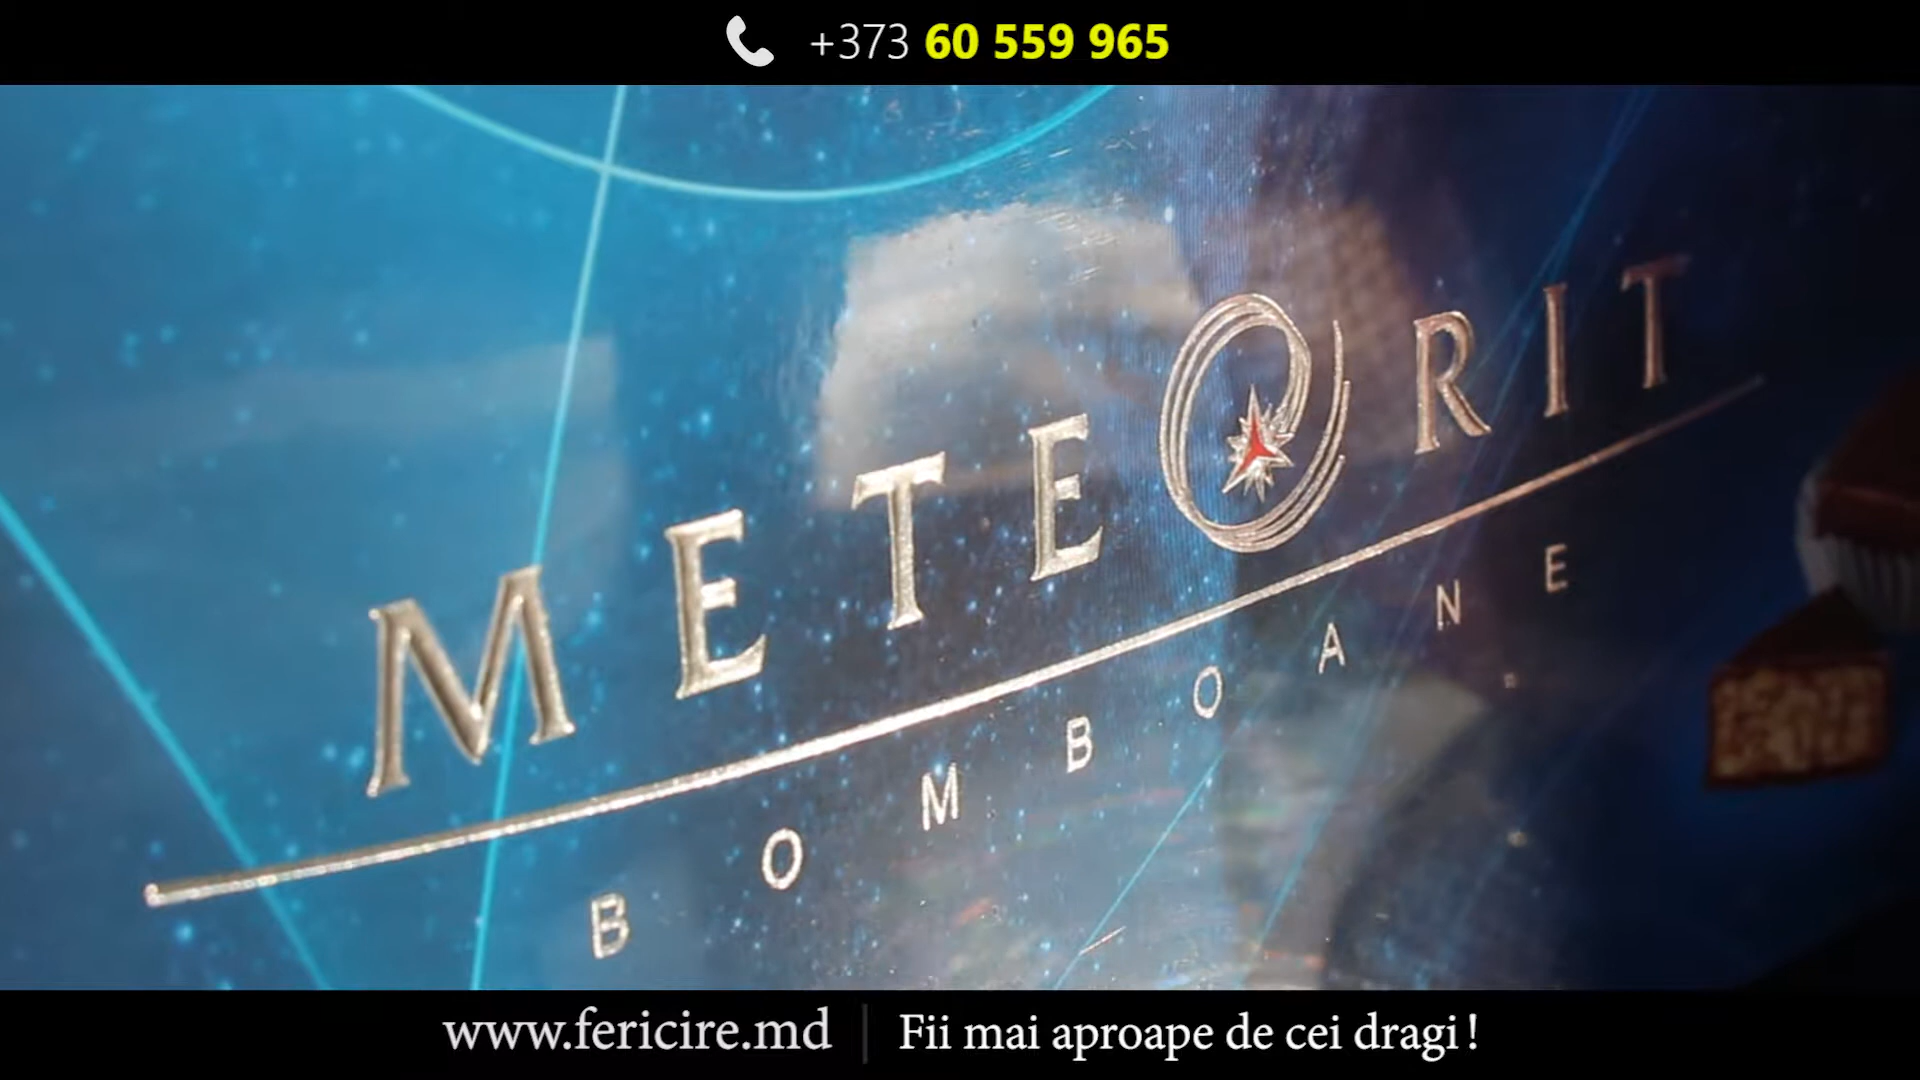 +373 60 559 965
METEORIT
BOMBOANE
www.fericire.md | Fii mai aproape de cei dragi!